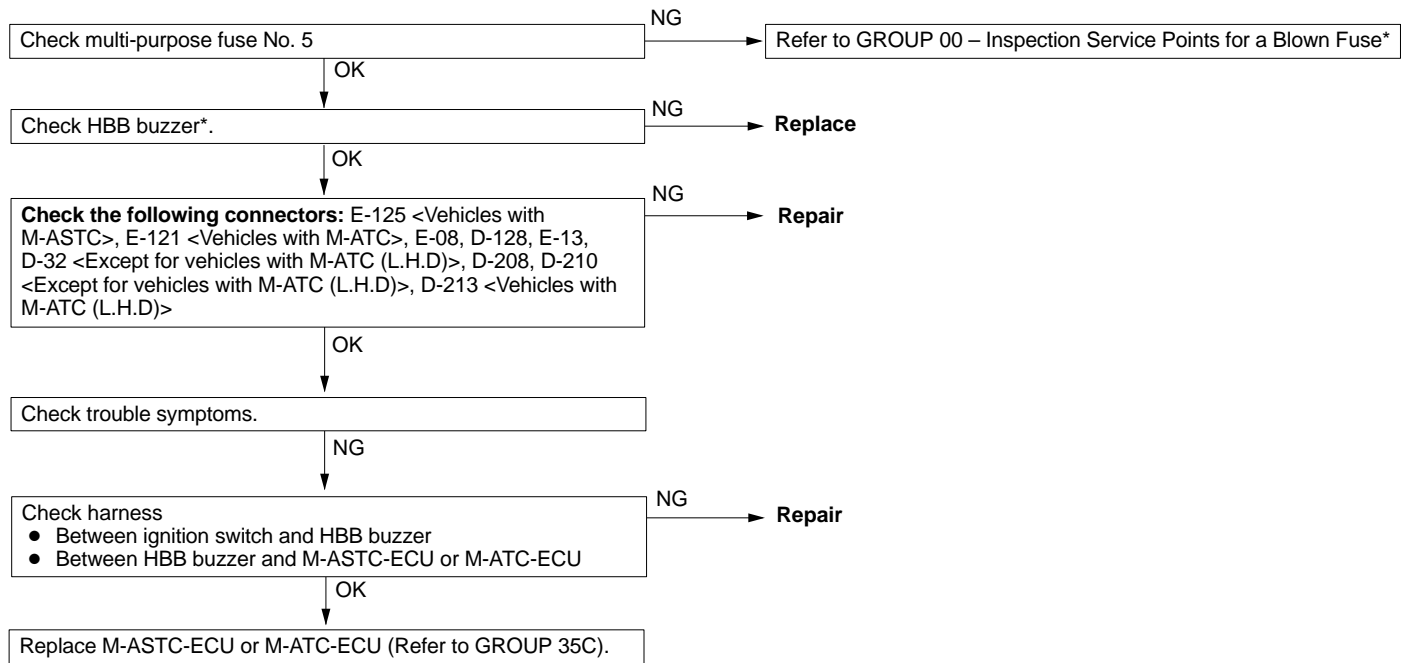 NG
Check multi-purpose fuse No. 5
Refer to GROUP 00 – Inspection Service Points for a Blown Fuse*
OK
NG
Check HBB buzzer*.
Replace
OK
NG
Check the following connectors: E-125 <Vehicles with
M-ASTC>, E-121 <Vehicles with M-ATC>, E-08, D-128, E-13,
D-32 <Except for vehicles with M-ATC (L.H.D)>, D-208, D-210
<Except for vehicles with M-ATC (L.H.D)>, D-213 <Vehicles with
M-ATC (L.H.D)>
Repair
OK
Check trouble symptoms.
NG
NG
Check harness
● Between ignition switch and HBB buzzer
● Between HBB buzzer and M-ASTC-ECU or M-ATC-ECU
Repair
OK
Replace M-ASTC-ECU or M-ATC-ECU (Refer to GROUP 35C).